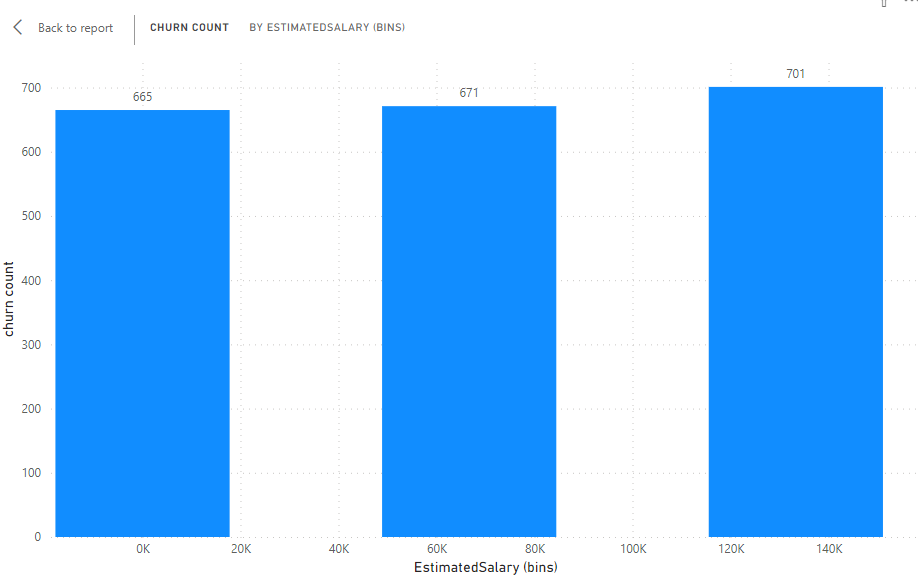 Back to report
CHURN COUNT
BY ESTIMATEDSALARY (BINS)
churn count
700
600
500
400
300
200
100
0
665
671
701
0K
20K
40K
60K
80K
100K
120K
140K
EstimatedSalary (bins)